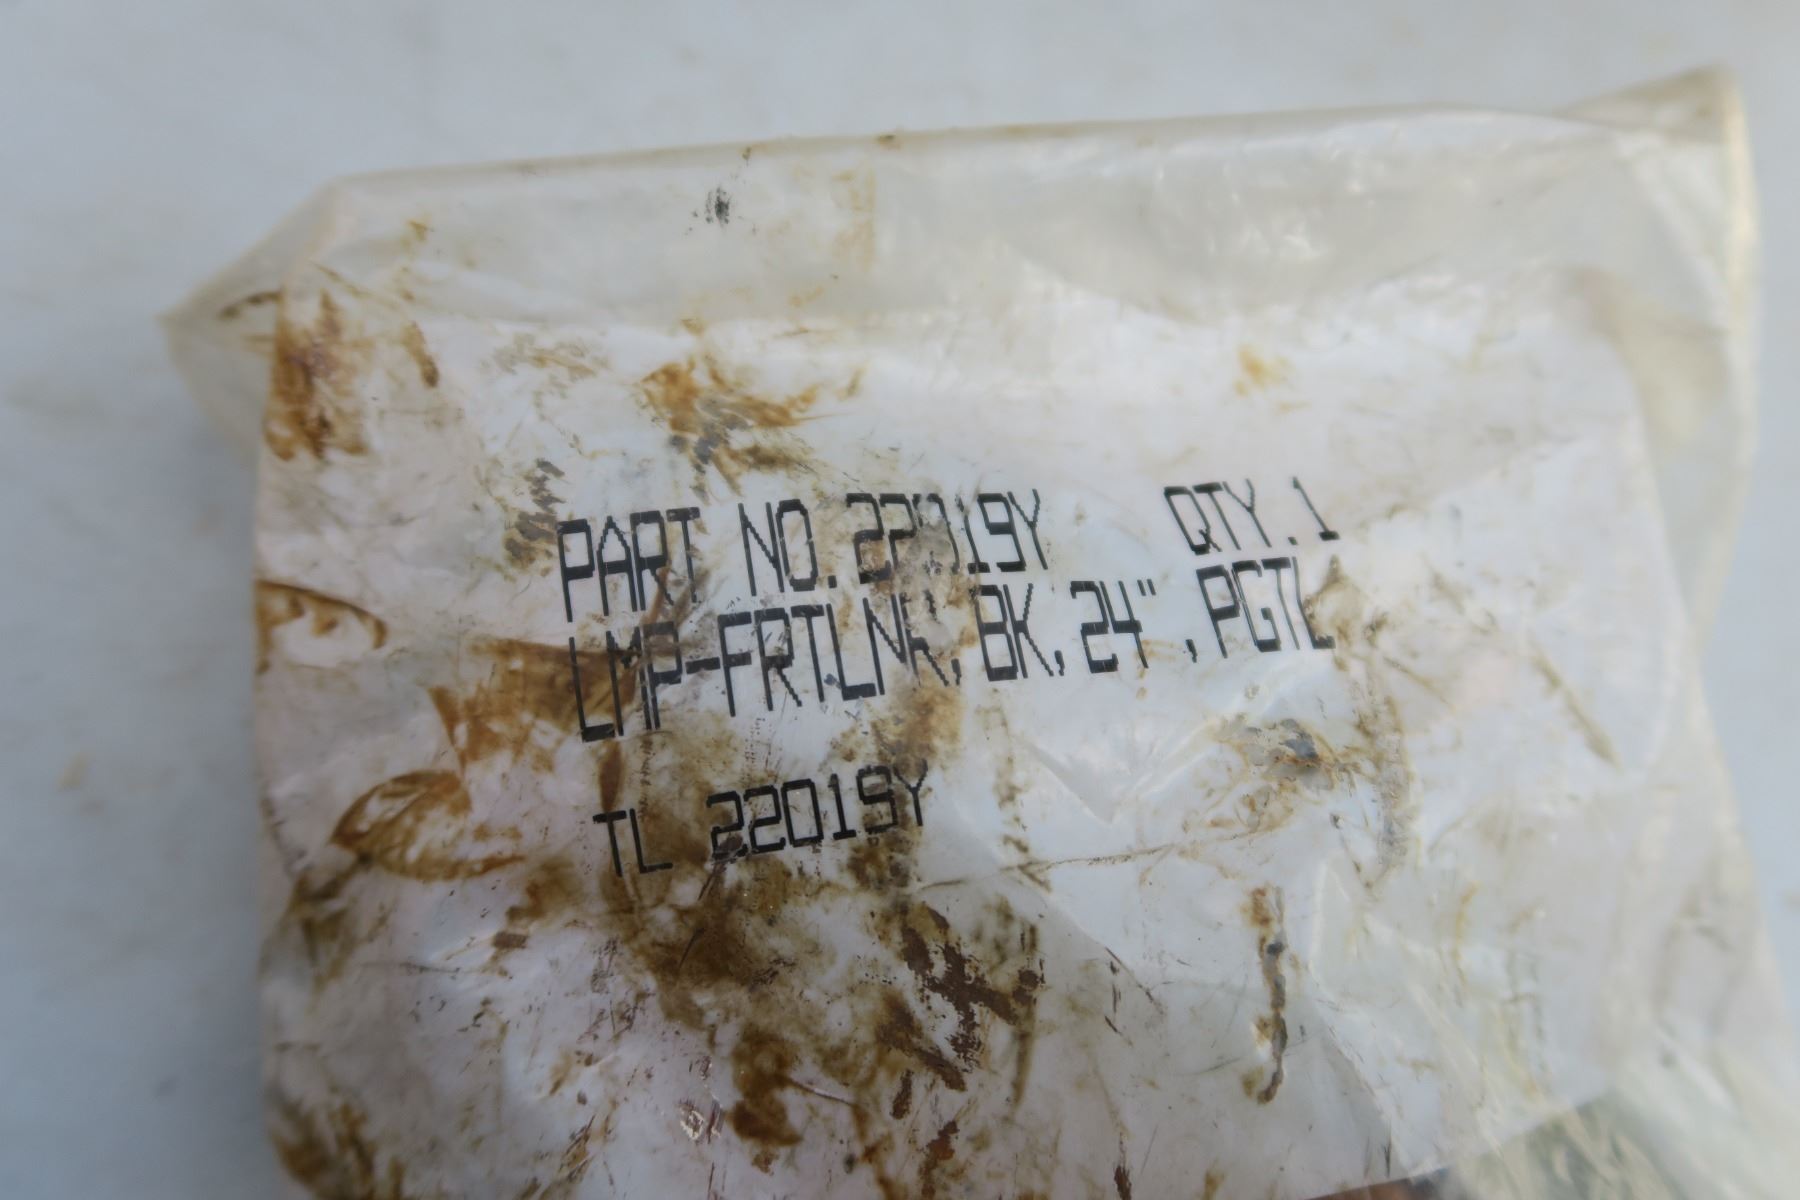 PART NO. 22019Y QTY. 1
LMP-FRTLNR, BK, 24", PGTL
TL 22019Y